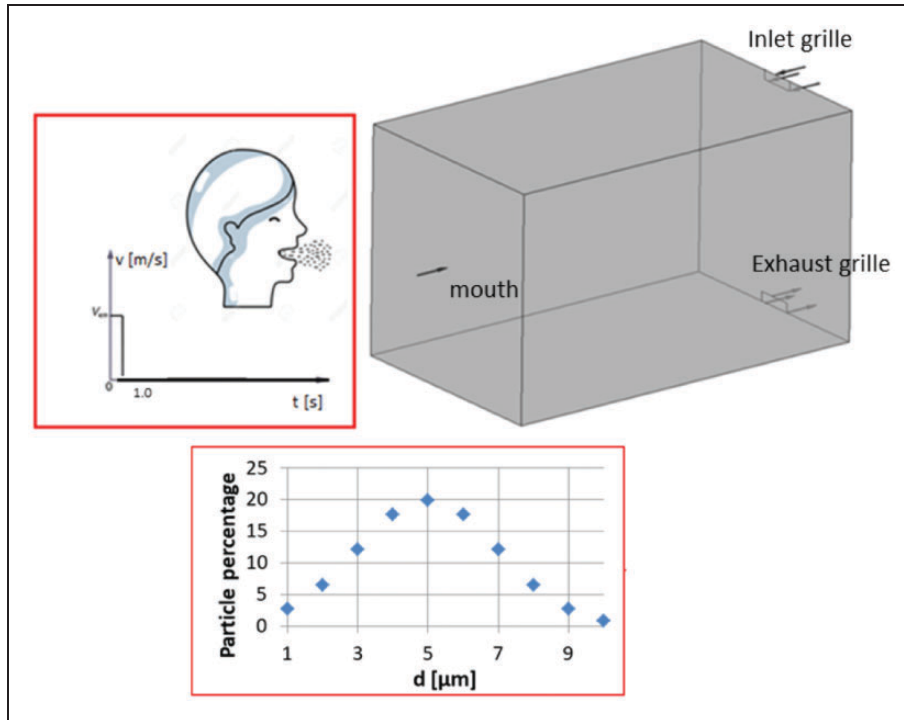 Inlet grille
v [m/s]
mouth
Exhaust grille
0
1.0
t [s]
Particle percentage
25
20
15
10
5
0
1 3 5 7 9
d [μm]